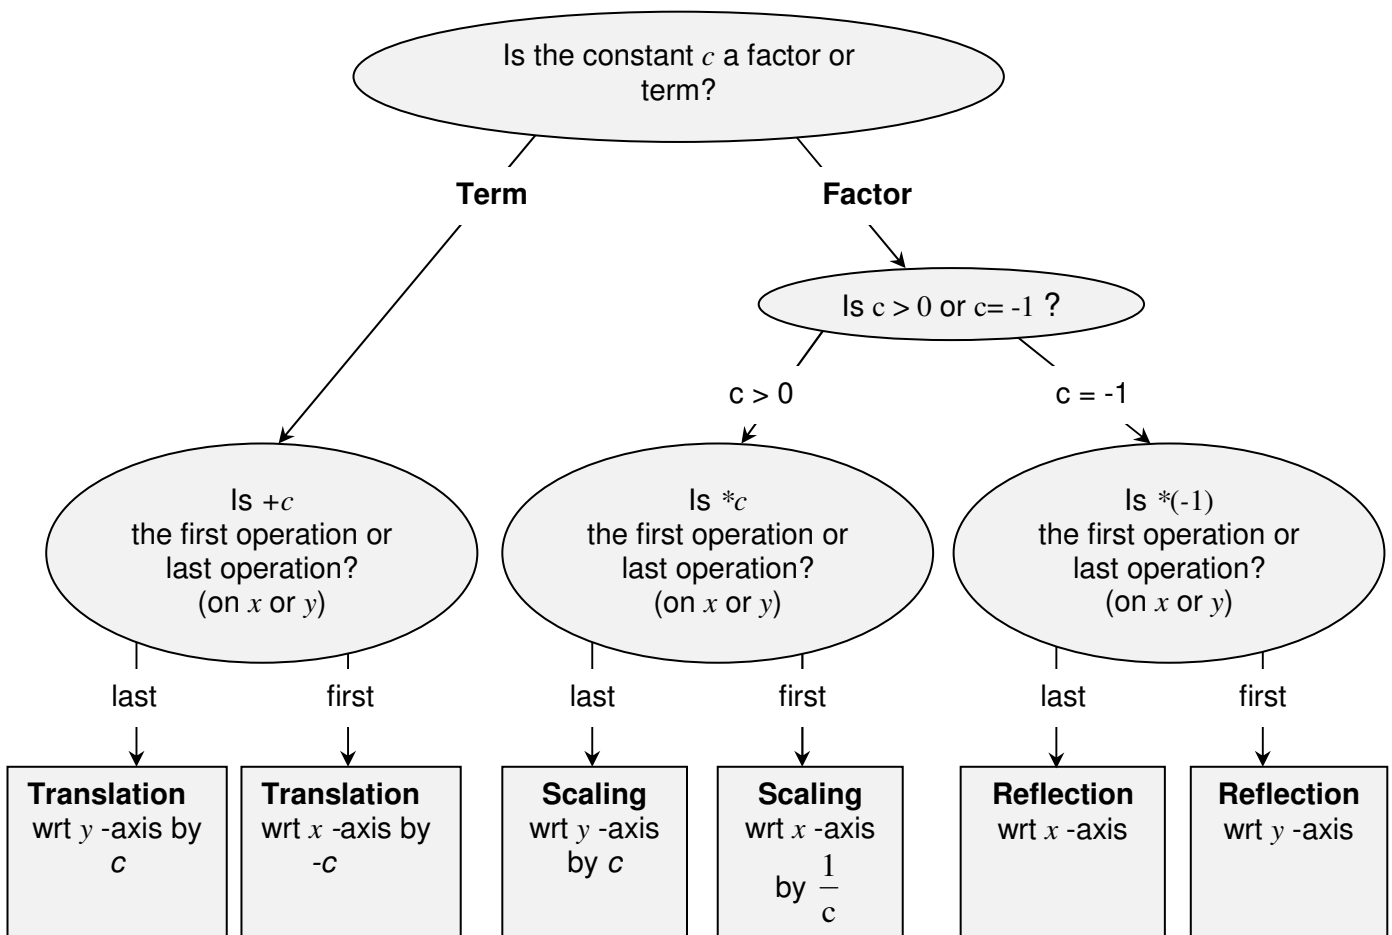 Is the constant c a factor or
term?
Term
Factor
Is c > 0 or c= -1 ?
c > 0
c = -1
Is +c
the first operation or
last operation?
(on x or y)
Is *c
the first operation or
last operation?
(on x or y)
Is *(-1)
the first operation or
last operation?
(on x or y)
last
first
last
first
last
first
Translation
wrt y -axis by
c
Translation
wrt x -axis by
-c
Scaling
wrt y -axis
by c
Scaling
wrt x -axis
by 1/c
Reflection
wrt x -axis
Reflection
wrt y -axis